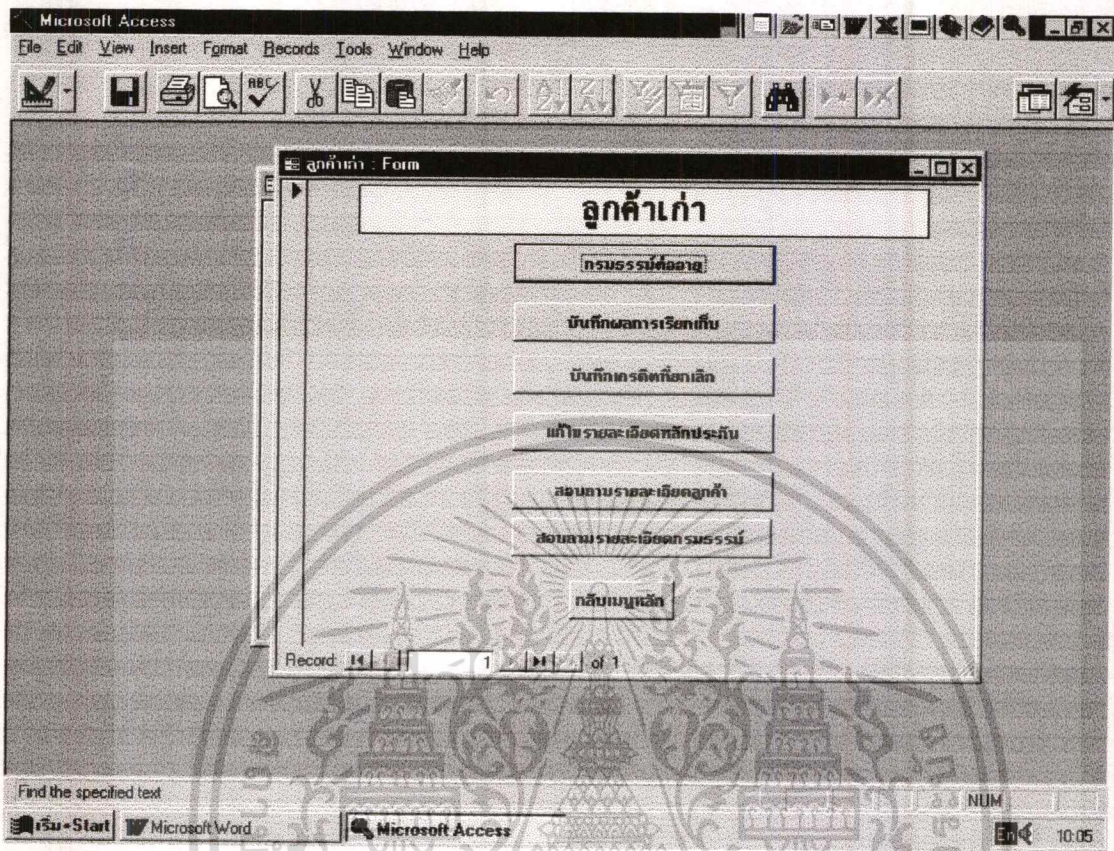 Microsoft Access
File Edit View Insert Format Records Tools Window Help
ABC
ลูกค้าเก่า : Form
ลูกค้าเก่า
กรมธรรม์ต่ออายุ
บันทึกผลการเรียกเก็บ
บันทึกเครดิตที่ยกเลิก
แก้ไขรายละเอียดหลักประกัน
สอบถามรายละเอียดลูกค้า
สอบถามรายละเอียดกรมธรรม์
กลับเมนูหลัก
Record: 1 of 1
Find the specified text
NUM
เริ่ม-Start Microsoft Word Microsoft Access En 10:05